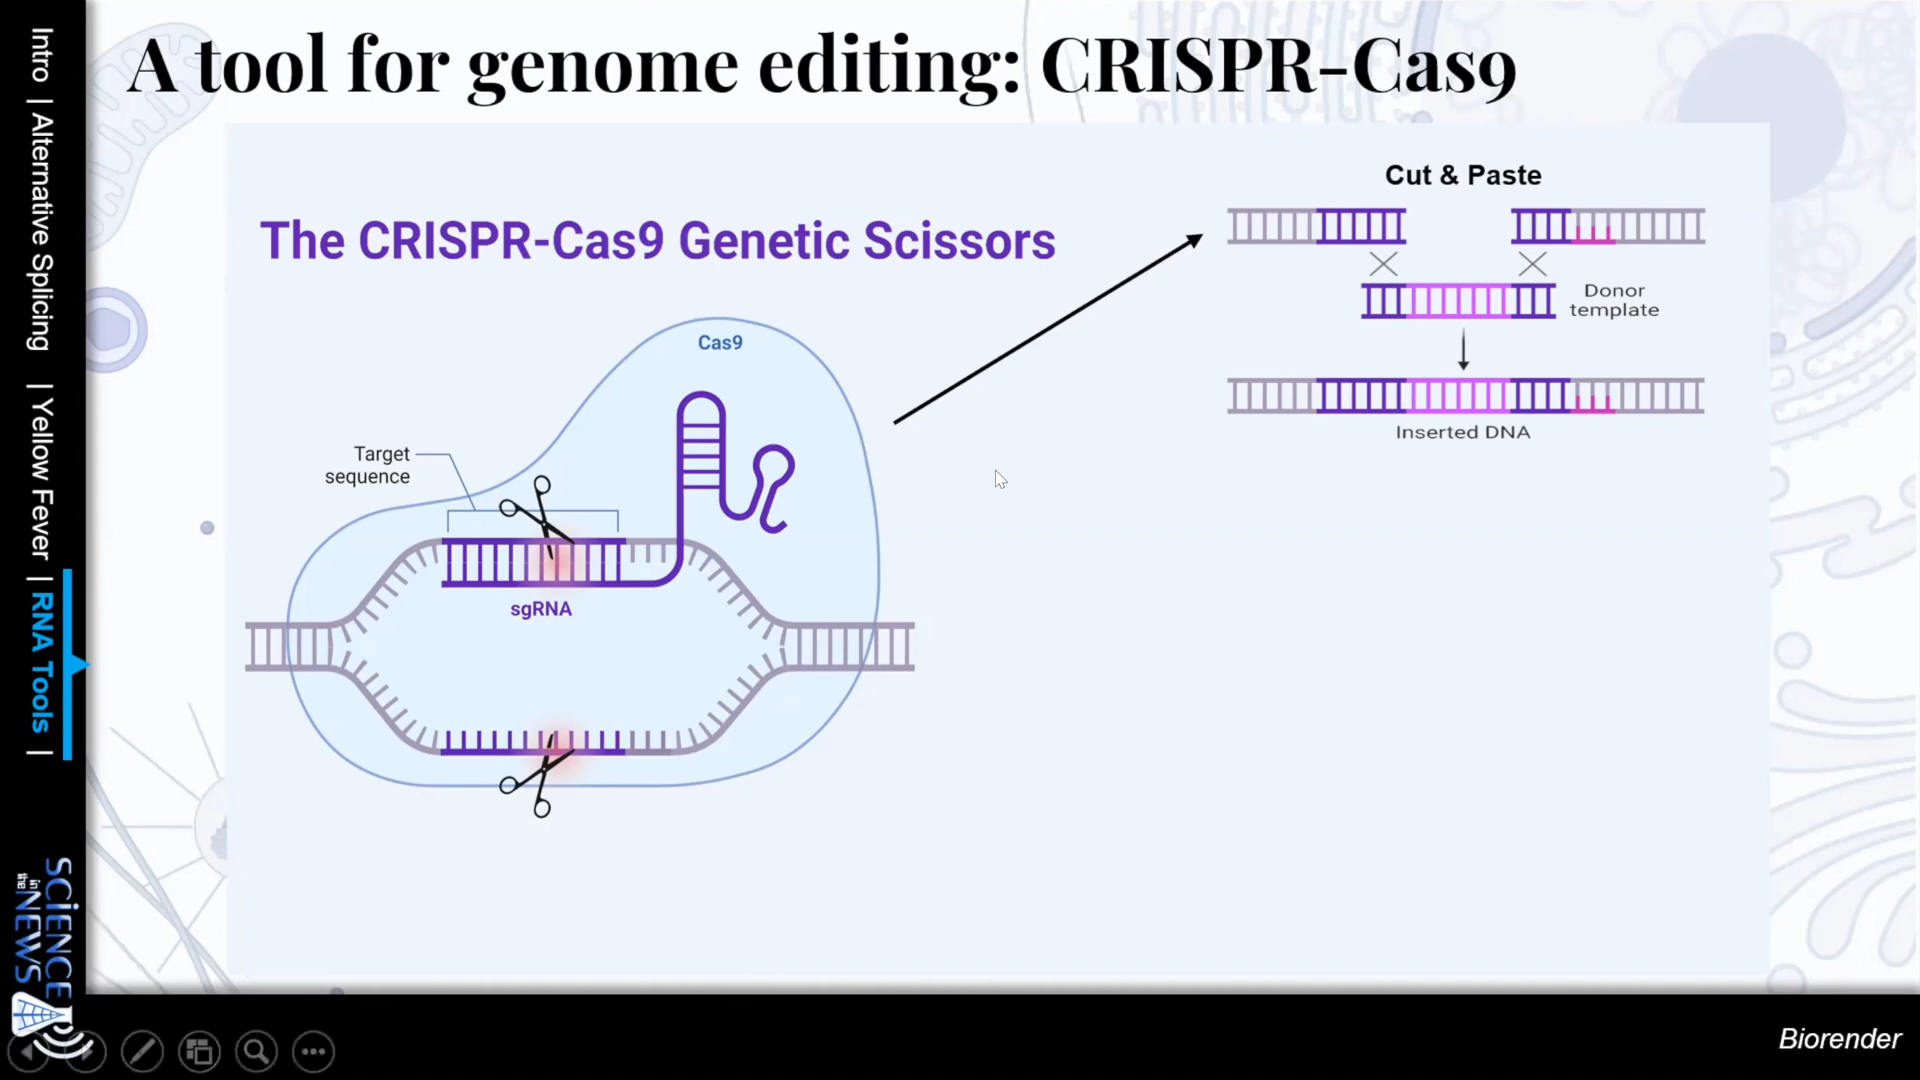 A tool for genome editing: CRISPR-Cas9
Intro | Alternative Splicing | Yellow Fever | RNA Tools |
The CRISPR-Cas9 Genetic Scissors
Cas9
Target
sequence
sgRNA
Cut & Paste
Donor
template
Inserted DNA
SCIENCE
in the
NEWS
Biorender